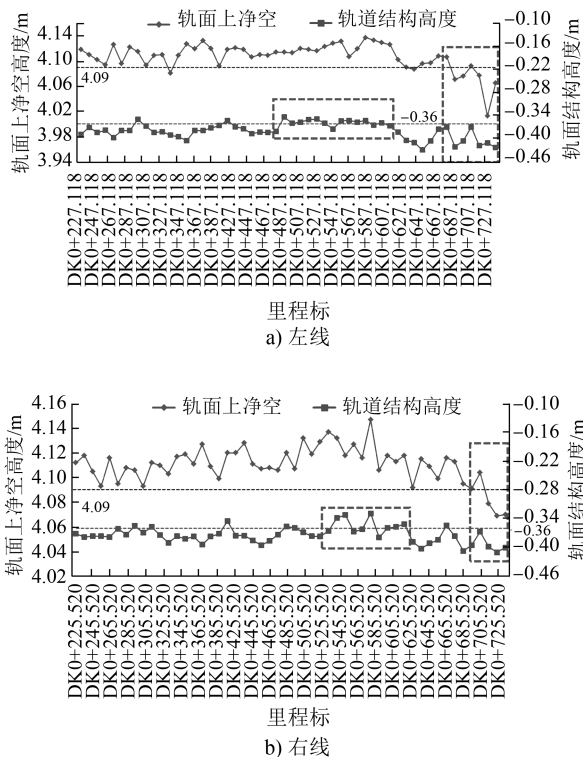 轨面上净空 轨道结构高度
轨面上净空高度/m
4.14
4.10
4.06
4.02
3.98
3.94
4.09
-0.36
-0.10
-0.16
-0.22
-0.28
-0.34
-0.40
-0.46
轨面结构高度/m
DK0+227.118
DK0+247.118
DK0+267.118
DK0+287.118
DK0+307.118
DK0+327.118
DK0+347.118
DK0+367.118
DK0+387.118
DK0+427.118
DK0+447.118
DK0+467.118
DK0+487.118
DK0+507.118
DK0+527.118
DK0+547.118
DK0+567.118
DK0+587.118
DK0+607.118
DK0+627.118
DK0+647.118
DK0+667.118
DK0+687.118
DK0+707.118
DK0+727.118
里程标
a) 左线
轨面上净空 轨道结构高度
轨面上净空高度/m
4.16
4.14
4.12
4.10
4.08
4.06
4.04
4.02
4.09
-0.10
-0.16
-0.22
-0.28
-0.34
-0.36
-0.40
-0.46
轨面结构高度/m
DK0+225.520
DK0+245.520
DK0+265.520
DK0+285.520
DK0+305.520
DK0+325.520
DK0+345.520
DK0+365.520
DK0+385.520
DK0+425.520
DK0+445.520
DK0+465.520
DK0+485.520
DK0+505.520
DK0+525.520
DK0+545.520
DK0+565.520
DK0+585.520
DK0+605.520
DK0+625.520
DK0+645.520
DK0+665.520
DK0+685.520
DK0+705.520
DK0+725.520
里程标
b) 右线